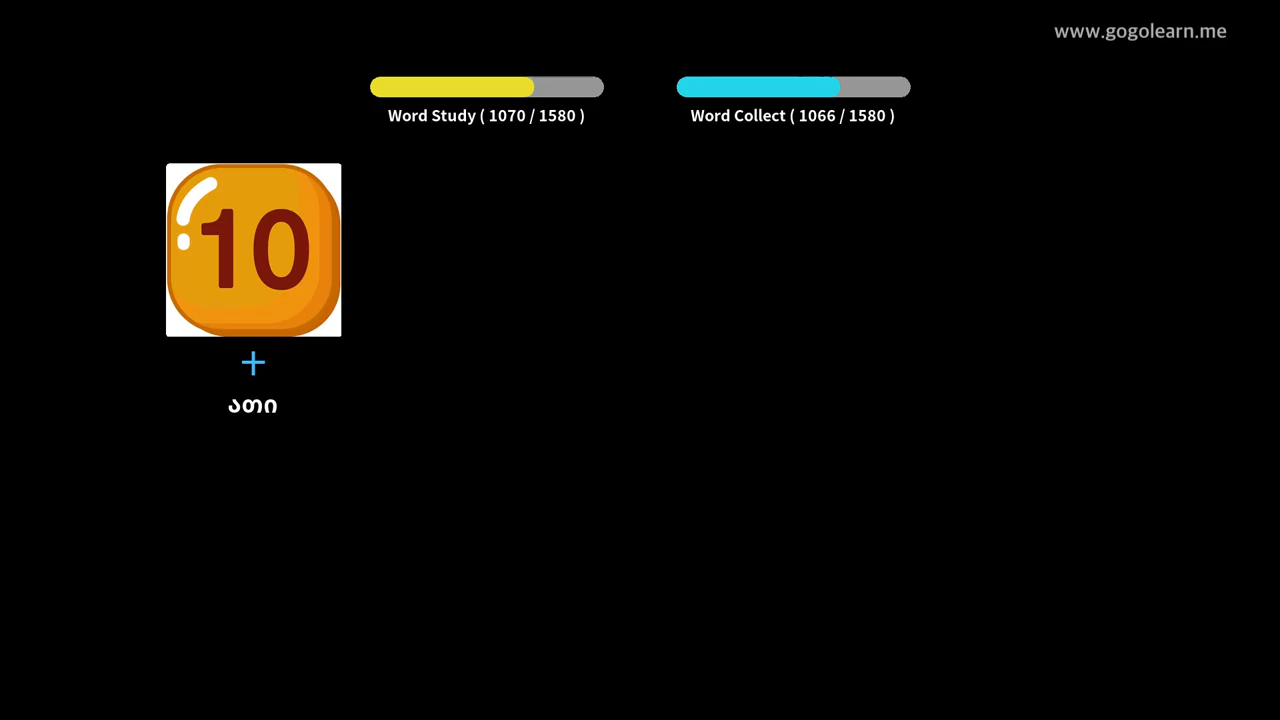 www.gogolearn.me
Word Study ( 1070 / 1580 )
Word Collect ( 1066 / 1580 )
10
+
ათი